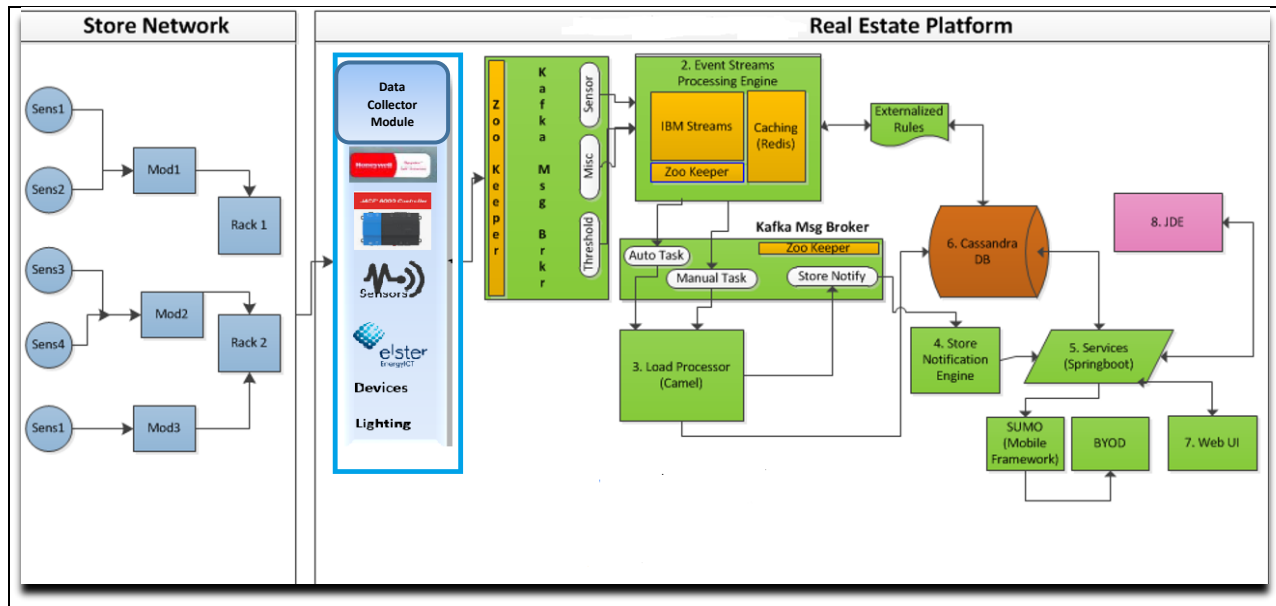 Store Network
Real Estate Platform
Sens1
Sens2
Mod1
Rack 1
Sens3
Sens4
Mod2
Rack 2
Sens1
Mod3
Data
Collector
Module
Honeywell
Sensors
elster
EnergyICT
Devices
Lighting
Zoo Keeper
Kafka Msg Brkr
Sensor
Misc
Threshold
2. Event Streams
Processing Engine
IBM Streams
Zoo Keeper
Caching
(Redis)
Externalized
Rules
Kafka Msg Broker
Zoo Keeper
Auto Task
Manual Task
Store Notify
3. Load Processor
(Camel)
6. Cassandra
DB
8. JDE
4. Store
Notification
Engine
5. Services
(Springboot)
SUMO
(Mobile
Framework)
BYOD
7. Web UI